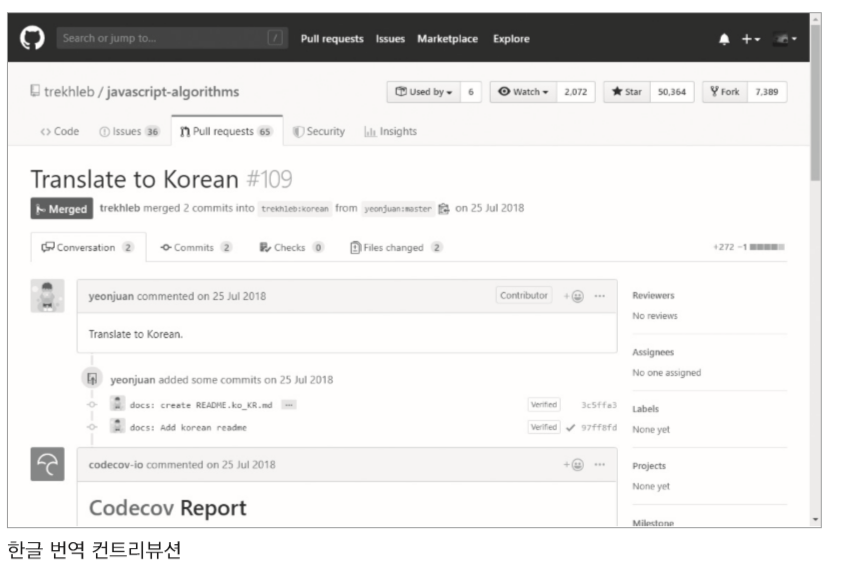 Search or jump to... / Pull requests Issues Marketplace Explore
trekhleb / javascript-algorithms Used by 6 Watch 2,072 Star 50,364 Fork 7,389
Code Issues 36 Pull requests 65 Security Insights
Translate to Korean #109
Merged trekhleb merged 2 commits into trekhleb:korean from yeonjuan:master on 25 Jul 2018
Conversation 2 Commits 2 Checks 0 Files changed 2 +272 −1
yeonjuan commented on 25 Jul 2018 Contributor
Reviewers
No reviews
Translate to Korean.
Assignees
No one assigned
yeonjuan added some commits on 25 Jul 2018
docs: create README.ko_KR.md Verified 3c5ffa3
Labels
docs: Add korean readme Verified 97ff8fd
None yet
codecov-io commented on 25 Jul 2018
Projects
None yet
Codecov Report
Milestone
한글 번역 컨트리뷰션